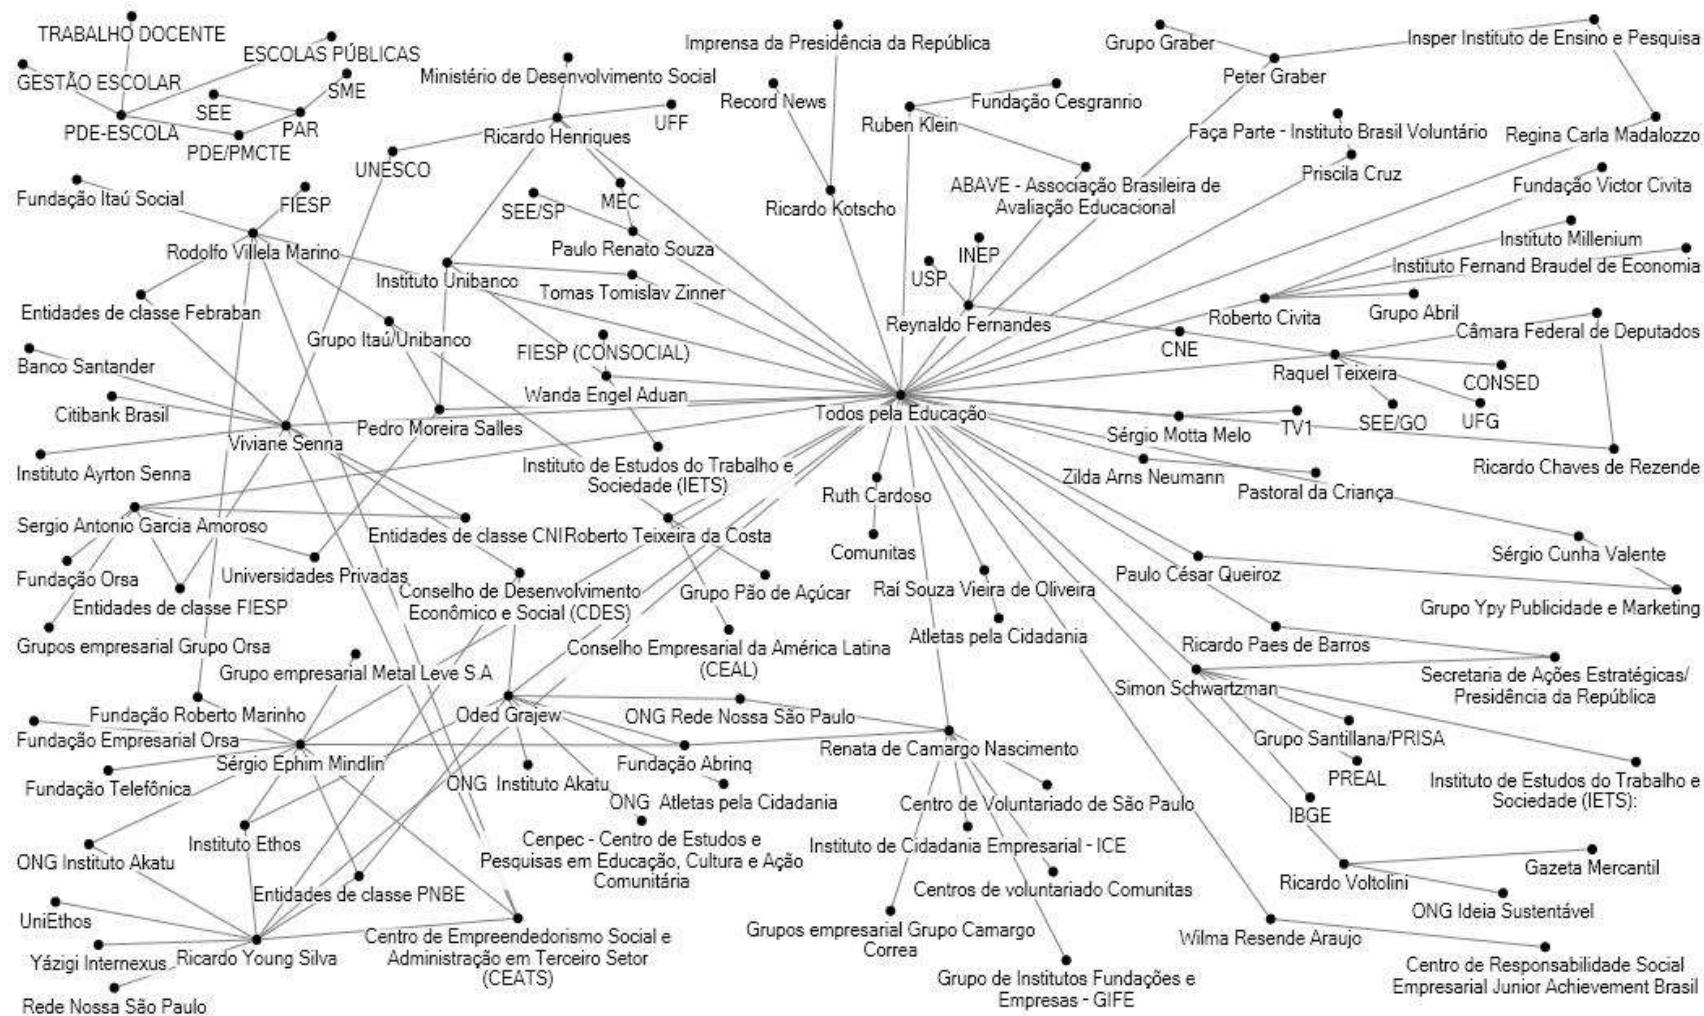 TRABALHO DOCENTE
ESCOLAS PÚBLICAS
GESTÃO ESCOLAR
SME
SEE
PDE-ESCOLA
PAR
PDE/PMCTE
Imprensa da Presidência da República
Grupo Graber
Insper Instituto de Ensino e Pesquisa
Ministério de Desenvolvimento Social
Peter Graber
Record News
Fundação Cesgranrio
Ruben Klein
UFF
Ricardo Henriques
Faça Parte - Instituto Brasil Voluntário
Regina Carla Madalozzo
UNESCO
Priscila Cruz
Fundação Itaú Social
FIESP
SEE/SP
MEC
Ricardo Kotscho
ABAVE - Associação Brasileira de
Avaliação Educacional
Fundação Victor Civita
Rodolfo Villela Marino
Paulo Renato Souza
INEP
Instituto Millenium
Instituto Unibanco
USP
Instituto Fernand Braudel de Economia
Tomas Tomislav Zinner
Entidades de classe Febraban
Reynaldo Fernandes
Roberto Civita
Grupo Abril
Grupo Itaú/Unibanco
Câmara Federal de Deputados
FIESP (CONSOCIAL)
CNE
Banco Santander
Raquel Teixeira
CONSED
Wanda Engel Aduan
Citibank Brasil
Todos pela Educação
SEE/GO
UFG
Viviane Senna
Pedro Moreira Salles
Sérgio Motta Melo
TV1
Instituto Ayrton Senna
Instituto de Estudos do Trabalho e
Sociedade (IETS)
Zilda Arns Neumann
Ricardo Chaves de Rezende
Ruth Cardoso
Pastoral da Criança
Sergio Antonio Garcia Amoroso
Entidades de classe CNI
Roberto Teixeira da Costa
Comunitas
Sérgio Cunha Valente
Fundação Orsa
Universidades Privadas
Conselho de Desenvolvimento
Econômico e Social (CDES)
Grupo Pão de Açúcar
Raí Souza Vieira de Oliveira
Paulo César Queiroz
Entidades de classe FIESP
Grupo Ypy Publicidade e Marketing
Atletas pela Cidadania
Grupos empresarial Grupo Orsa
Conselho Empresarial da América Latina
(CEAL)
Ricardo Paes de Barros
Grupo empresarial Metal Leve S.A
Secretaria de Ações Estratégicas/
Presidência da República
Simon Schwartzman
Fundação Roberto Marinho
Oded Grajew
ONG Rede Nossa São Paulo
Fundação Empresarial Orsa
Renata de Camargo Nascimento
Grupo Santillana/PRISA
Sérgio Ephim Mindlin
Fundação Abrinq
PREAL
Fundação Telefônica
ONG Instituto Akatu
Instituto de Estudos do Trabalho e
Sociedade (IETS):
ONG Atletas pela Cidadania
Centro de Voluntariado de São Paulo
IBGE
Instituto Ethos
Cenpec - Centro de Estudos e
Pesquisas em Educação, Cultura e Ação
Comunitária
Instituto de Cidadania Empresarial - ICE
ONG Instituto Akatu
Gazeta Mercantil
Ricardo Voltolini
Entidades de classe PNBE
Centros de voluntariado Comunitas
ONG Ideia Sustentável
UniEthos
Grupos empresarial Grupo Camargo
Correa
Wilma Resende Araujo
Centro de Empreendedorismo Social e
Administração em Terceiro Setor
(CEATS)
Yázigi Internexus
Ricardo Young Silva
Grupo de Institutos Fundações e
Empresas - GIFE
Centro de Responsabilidade Social
Empresarial Junior Achievement Brasil
Rede Nossa São Paulo